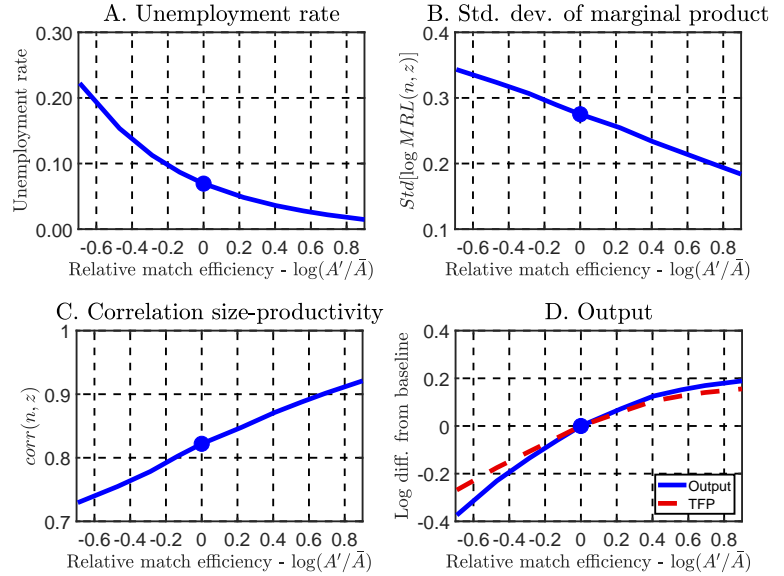 A. Unemployment rate
Unemployment rate
0.30
0.20
0.10
0.00
-0.6 -0.4 -0.2 0 0.2 0.4 0.6 0.8
Relative match efficiency - log(A′/Ā)
B. Std. dev. of marginal product
Std[log MRL(n, z)]
0.4
0.3
0.2
0.1
-0.6 -0.4 -0.2 0 0.2 0.4 0.6 0.8
Relative match efficiency - log(A′/Ā)
C. Correlation size-productivity
corr(n, z)
1
0.9
0.8
0.7
-0.6 -0.4 -0.2 0 0.2 0.4 0.6 0.8
Relative match efficiency - log(A′/Ā)
D. Output
Log diff. from baseline
0.4
0.2
0
-0.2
-0.4
Output
TFP
-0.6 -0.4 -0.2 0 0.2 0.4 0.6 0.8
Relative match efficiency - log(A′/Ā)